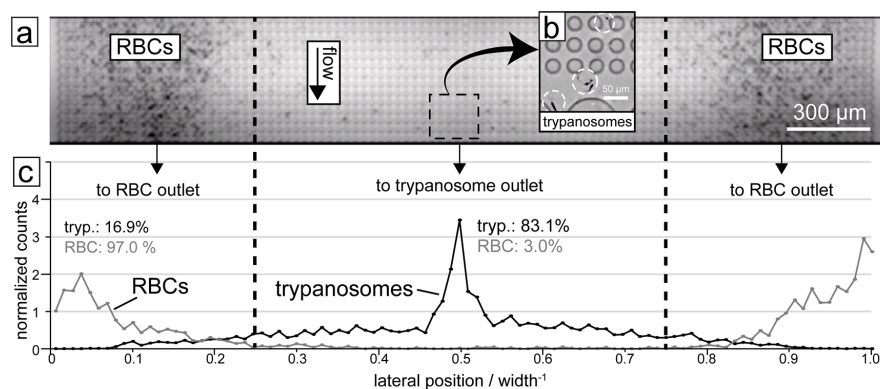 a
RBCs
flow
b
50 µm
trypanosomes
RBCs
300 µm
c
to RBC outlet
to trypanosome outlet
to RBC outlet
tryp.: 16.9%
RBC: 97.0 %
tryp.: 83.1%
RBC: 3.0%
RBCs
trypanosomes
normalized counts
4
3
2
1
0
0 0.1 0.2 0.3 0.4 0.5 0.6 0.7 0.8 0.9 1.0
lateral position / width⁻¹